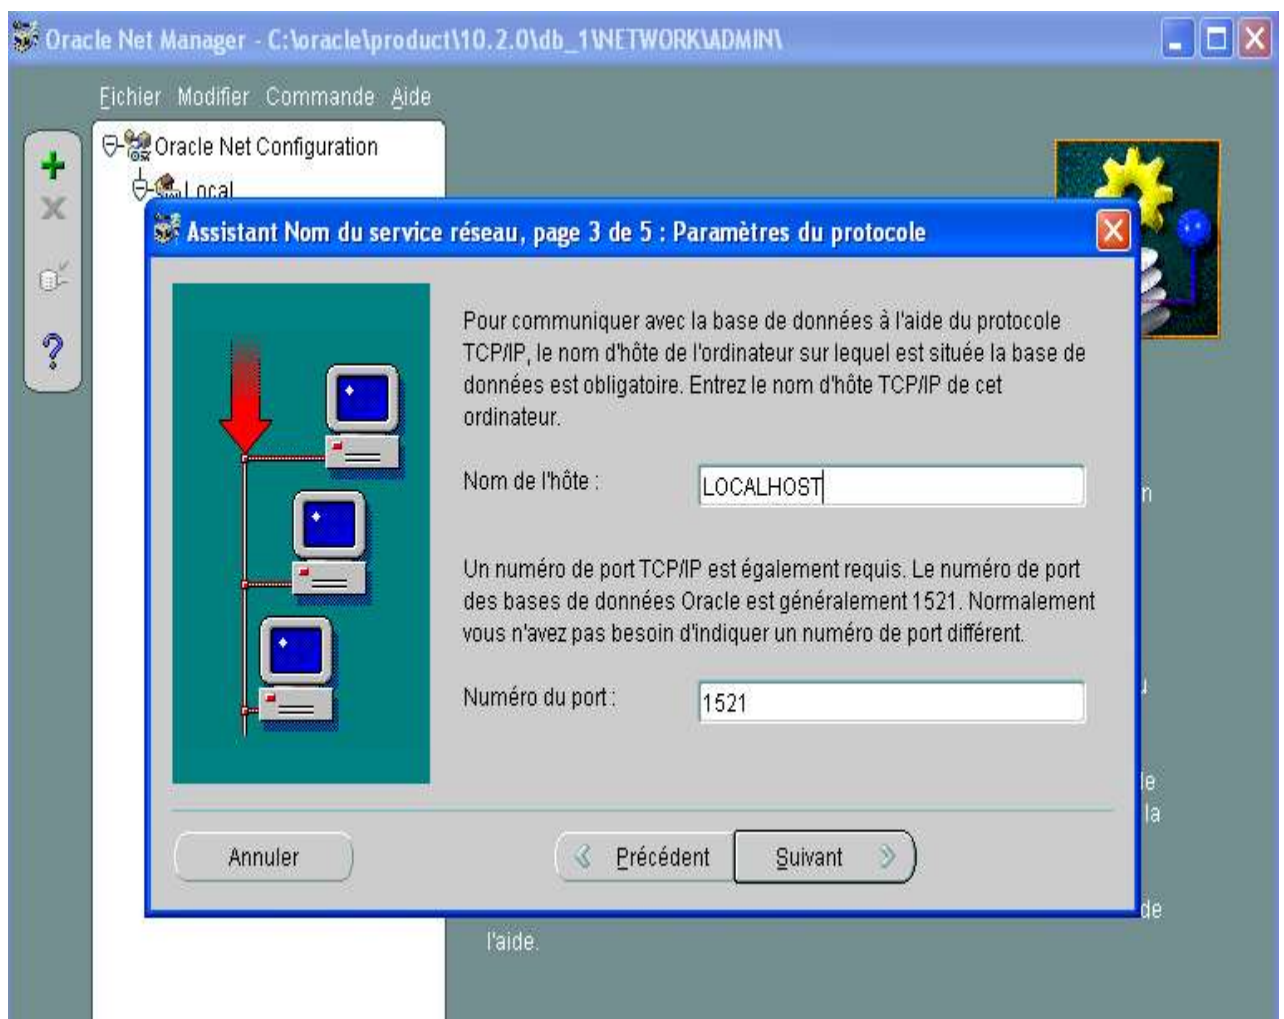 Oracle Net Manager - C:\oracle\product\10.2.0\db_1\NETWORK\ADMIN\
Fichier Modifier Commande Aide
Oracle Net Configuration
Local
Assistant Nom du service réseau, page 3 de 5 : Paramètres du protocole
Pour communiquer avec la base de données à l'aide du protocole
TCP/IP, le nom d'hôte de l'ordinateur sur lequel est située la base de
données est obligatoire. Entrez le nom d'hôte TCP/IP de cet
ordinateur.
Nom de l'hôte : LOCALHOST
n
Un numéro de port TCP/IP est également requis. Le numéro de port
des bases de données Oracle est généralement 1521. Normalement
vous n'avez pas besoin d'indiquer un numéro de port différent.
Numéro du port : 1521
le
la
Annuler Précédent Suivant
de
l'aide.